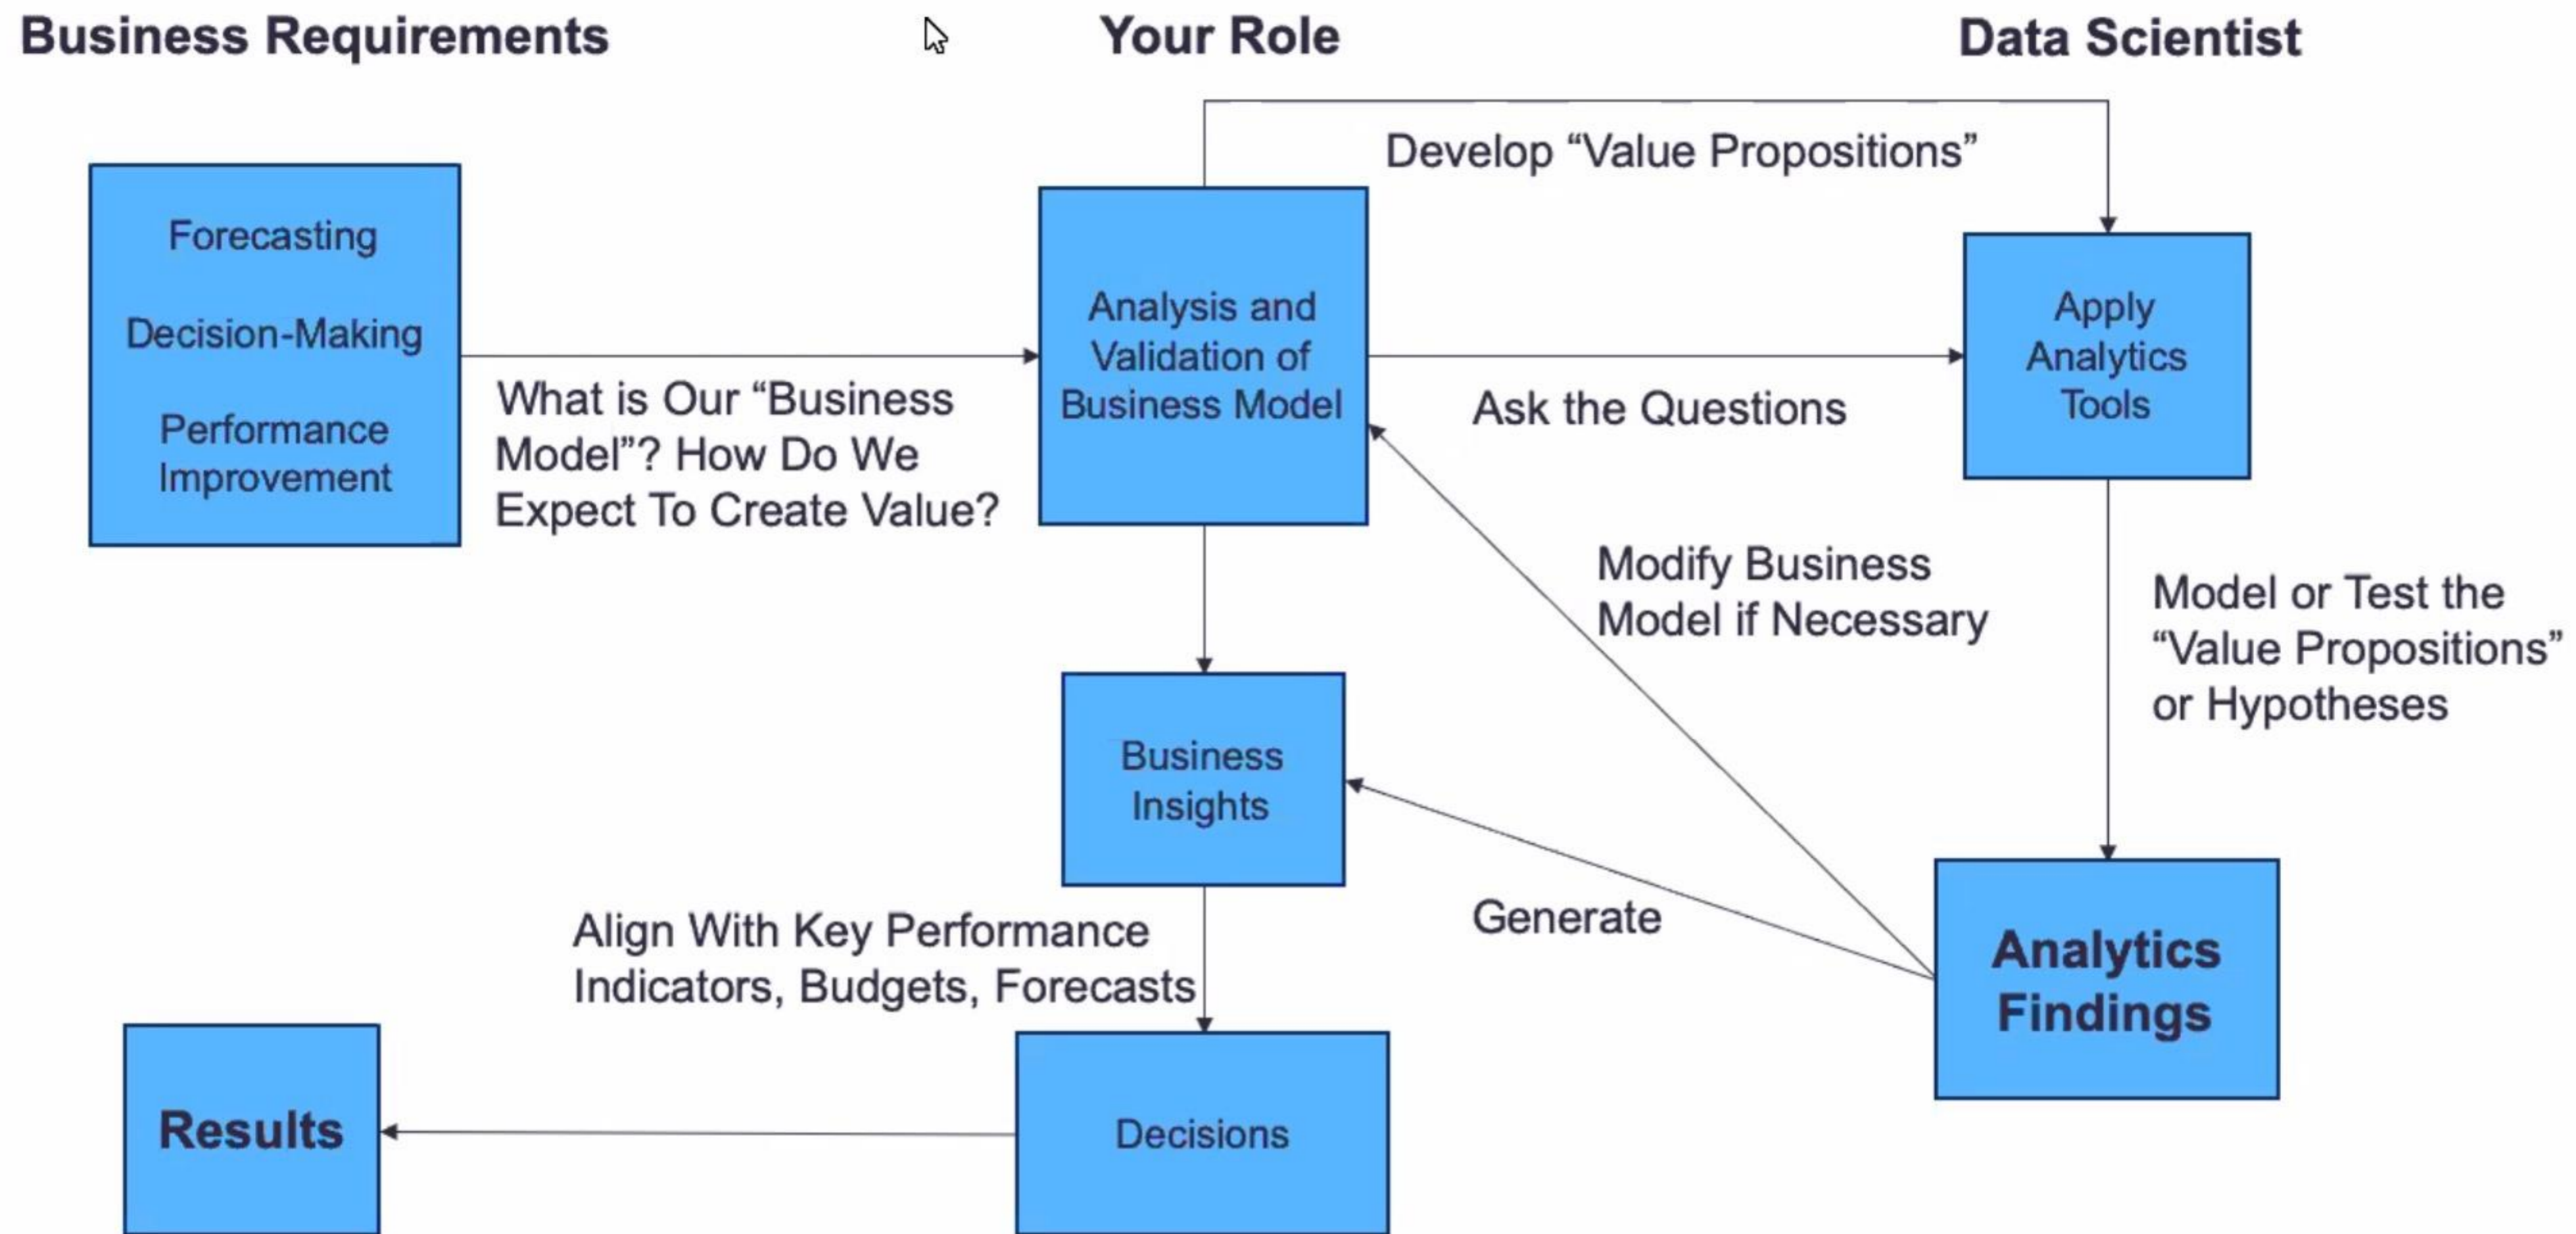 Business Requirements
Your Role
Data Scientist
Develop “Value Propositions”
Forecasting
Decision-Making
Performance
Improvement
What is Our “Business
Model”? How Do We
Expect To Create Value?
Analysis and
Validation of
Business Model
Ask the Questions
Apply
Analytics
Tools
Modify Business
Model if Necessary
Model or Test the
“Value Propositions”
or Hypotheses
Business
Insights
Generate
Analytics
Findings
Align With Key Performance
Indicators, Budgets, Forecasts
Results
Decisions